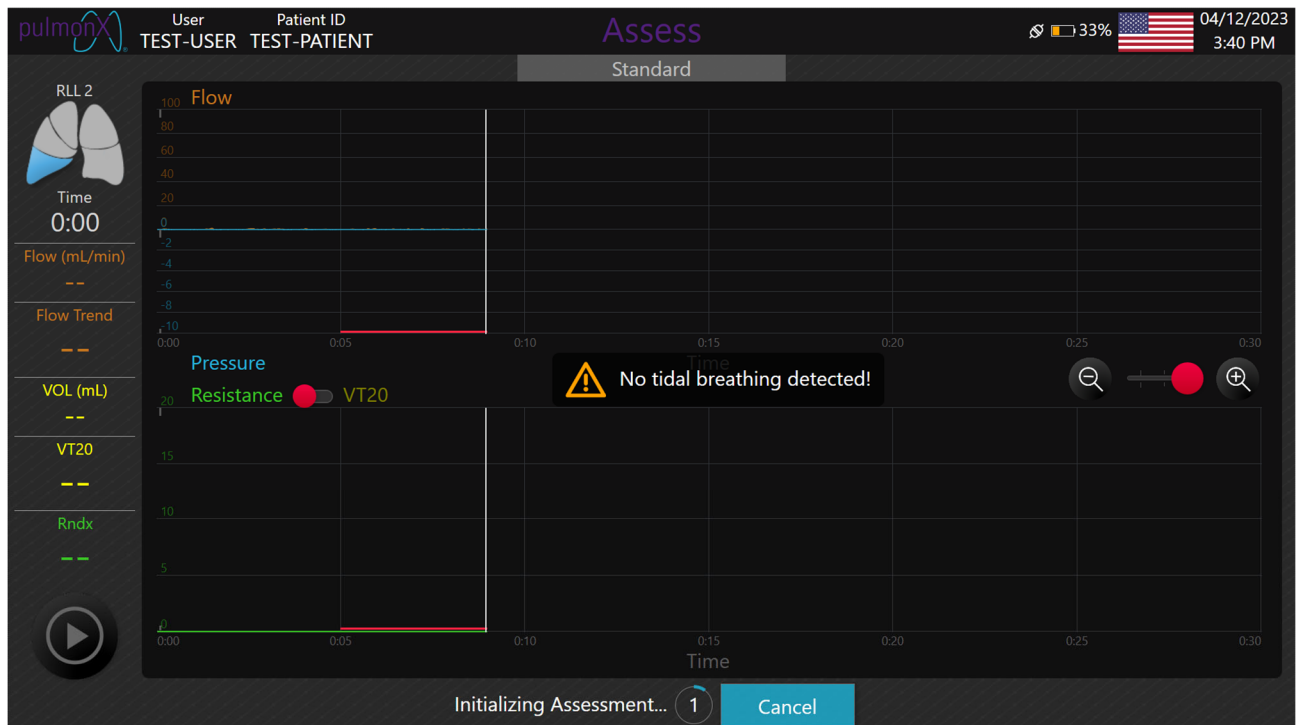 pulmonX
User Patient ID
TEST-USER TEST-PATIENT
Assess
33%
04/12/2023
3:40 PM
Standard
RLL 2
Time
0:00
Flow (mL/min)
--
Flow Trend
--
VOL (mL)
--
VT20
--
Rndx
--
Flow
100
80
60
40
20
0
-2
-4
-6
-8
-10
0:00 0:05 0:10 0:15 0:20 0:25 0:30
Time
Pressure
No tidal breathing detected!
Resistance VT20
20
15
10
5
0
0:00 0:05 0:10 0:15 0:20 0:25 0:30
Time
Initializing Assessment... 1 Cancel